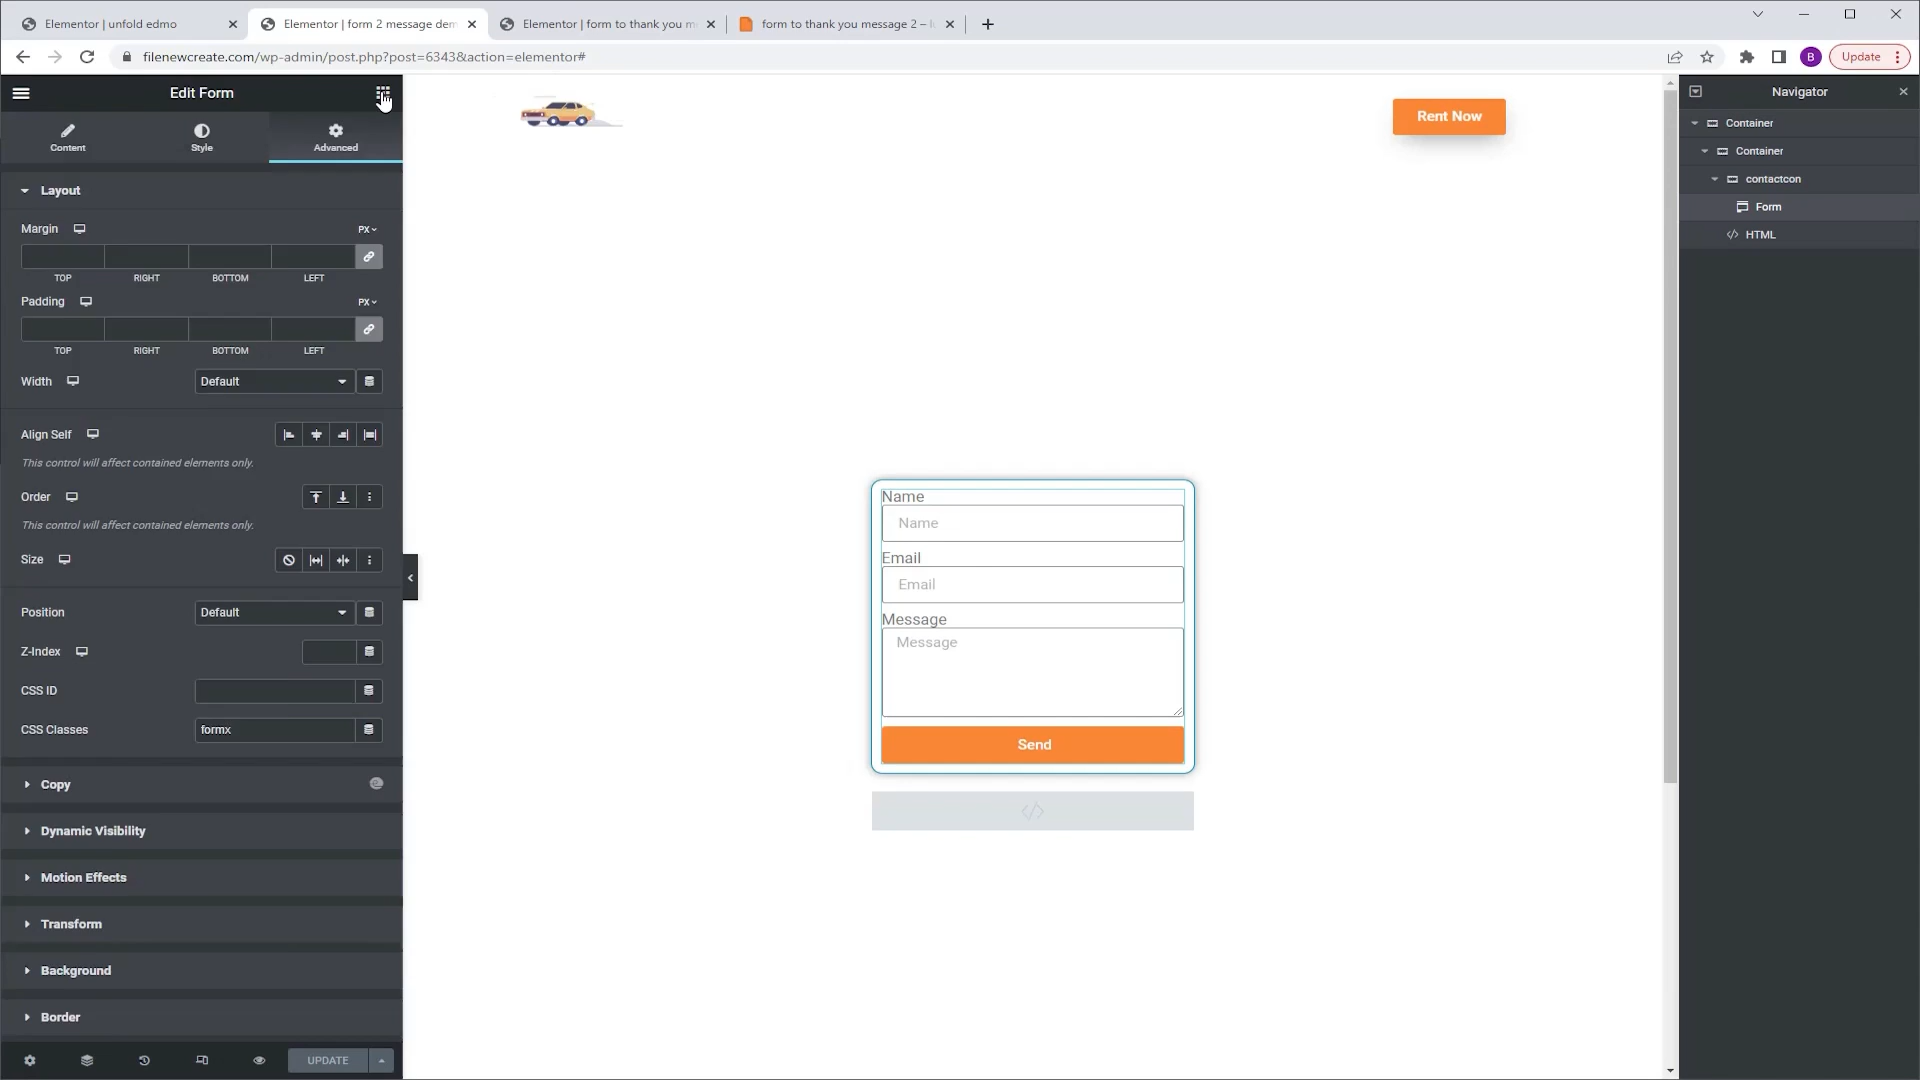 Elementor | unfold edmo
Elementor | form 2 message dem
Elementor | form to thank you m
form to thank you message 2 –
filenewcreate.com/wp-admin/post.php?post=6343&action=elementor#
B
Update
Edit Form
Content
Style
Advanced
Layout
Margin
PX
TOP
RIGHT
BOTTOM
LEFT
Padding
PX
TOP
RIGHT
BOTTOM
LEFT
Width
Default
Align Self
This control will affect contained elements only.
Order
This control will affect contained elements only.
Size
Position
Default
Z-Index
CSS ID
CSS Classes
formx
Copy
Dynamic Visibility
Motion Effects
Transform
Background
Border
UPDATE
Rent Now
Name
Name
Email
Email
Message
Message
Send
</>
Navigator
Container
Container
contactcon
Form
</> HTML